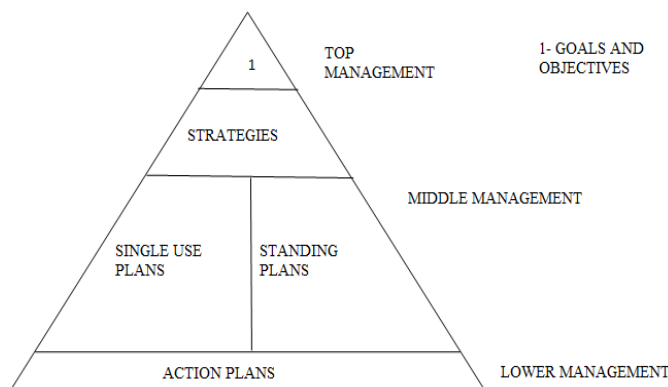 1
TOP
MANAGEMENT
1- GOALS AND
OBJECTIVES
STRATEGIES
MIDDLE MANAGEMENT
SINGLE USE
PLANS
STANDING
PLANS
ACTION PLANS
LOWER MANAGEMENT